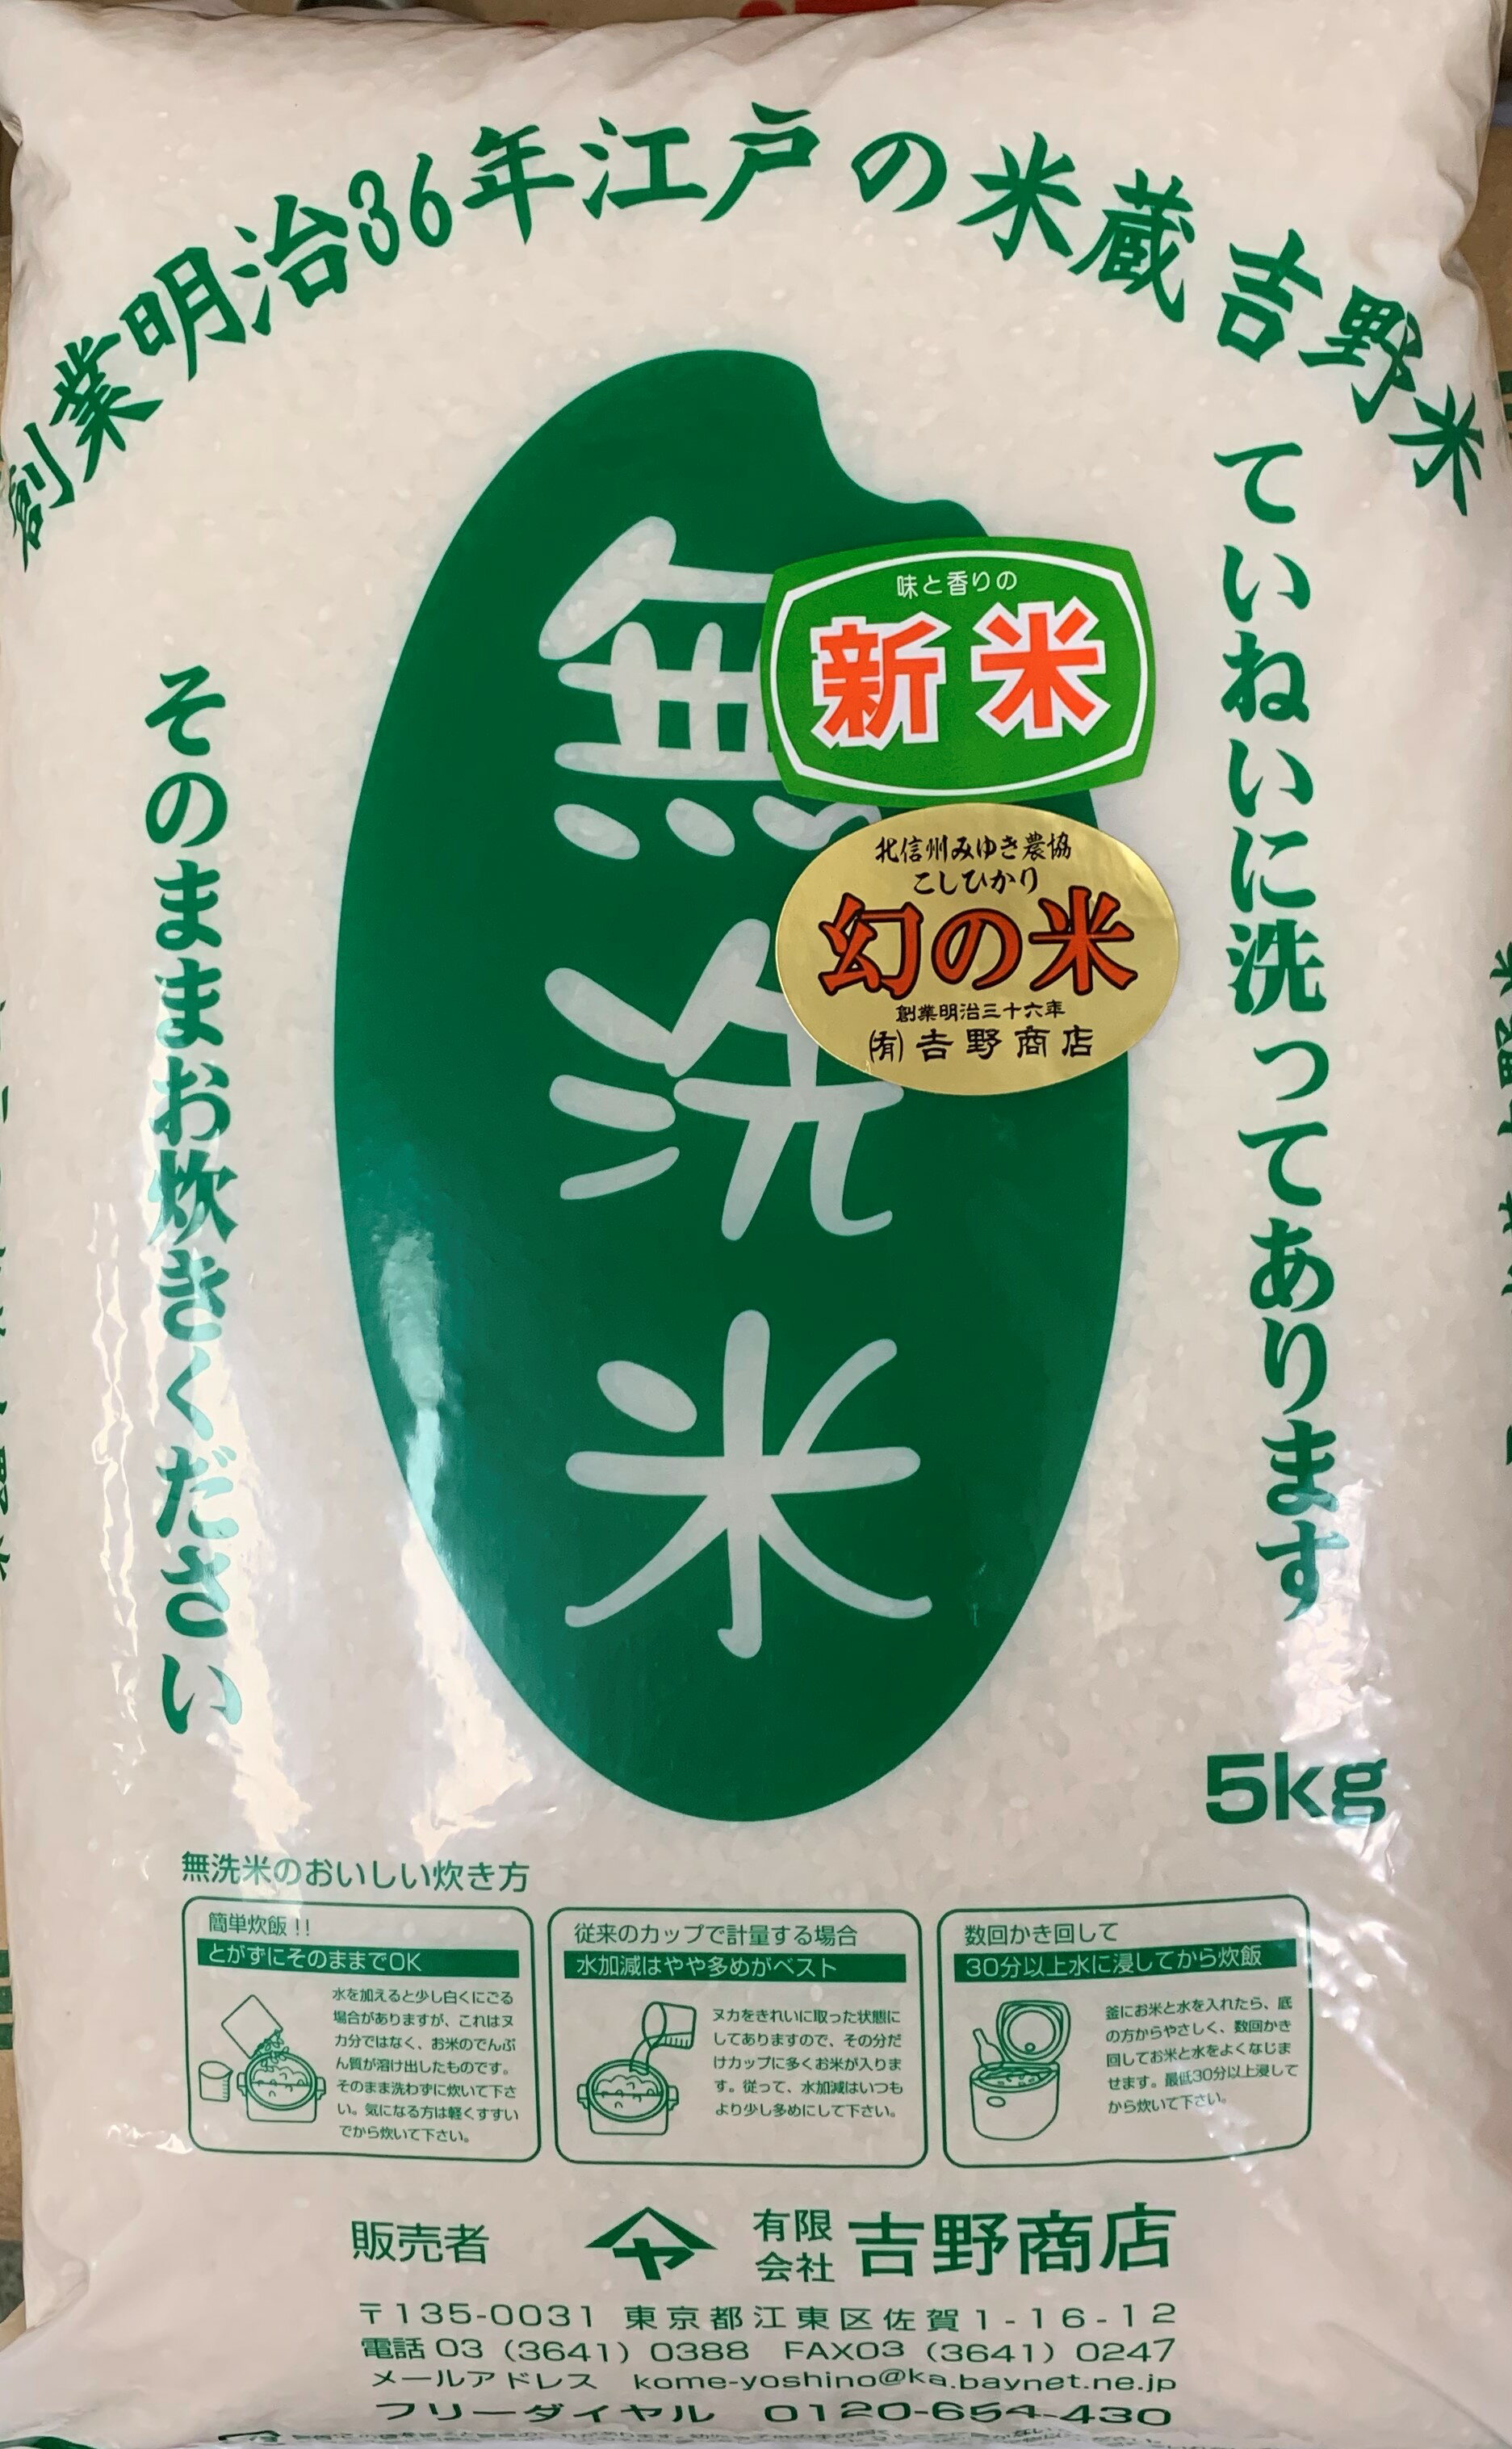 創業明治36年江戸の米蔵吉野米
ていねいに洗ってあります
そのままお炊きください
無洗米
味と香りの
新米
北信州みゆき農協
こしひかり
幻の米
創業明治三十六年
㈲吉野商店
5kg
無洗米のおいしい炊き方
簡単炊飯!!
とがずにそのままでOK
水を加えると少し白くにごる
場合がありますが、これはヌ
カ分ではなく、お米のでんぷ
ん質が溶け出したものです。
そのまま洗わずに炊いて下さ
い。気になる方は軽くすすい
でから炊いて下さい。
従来のカップで計量する場合
水加減はやや多めがベスト
ヌカをきれいに取った状態に
してありますので、その分だ
けカップに多くお米が入りま
す。従って、水加減はいつも
より少し多めにして下さい。
数回かき回して
30分以上水に浸してから炊飯
釜にお米と水を入れたら、底
の方からやさしく、数回かき
回してお米と水をよくなじま
せます。最低30分以上浸して
から炊いて下さい。
販売者 ヤ 有限会社 吉野商店
〒135-0031 東京都江東区佐賀1-16-12
電話 03 (3641) 0388 FAX03 (3641) 0247
メールアドレス kome-yoshino@ka.baynet.ne.jp
フリーダイヤル 0120-654-430